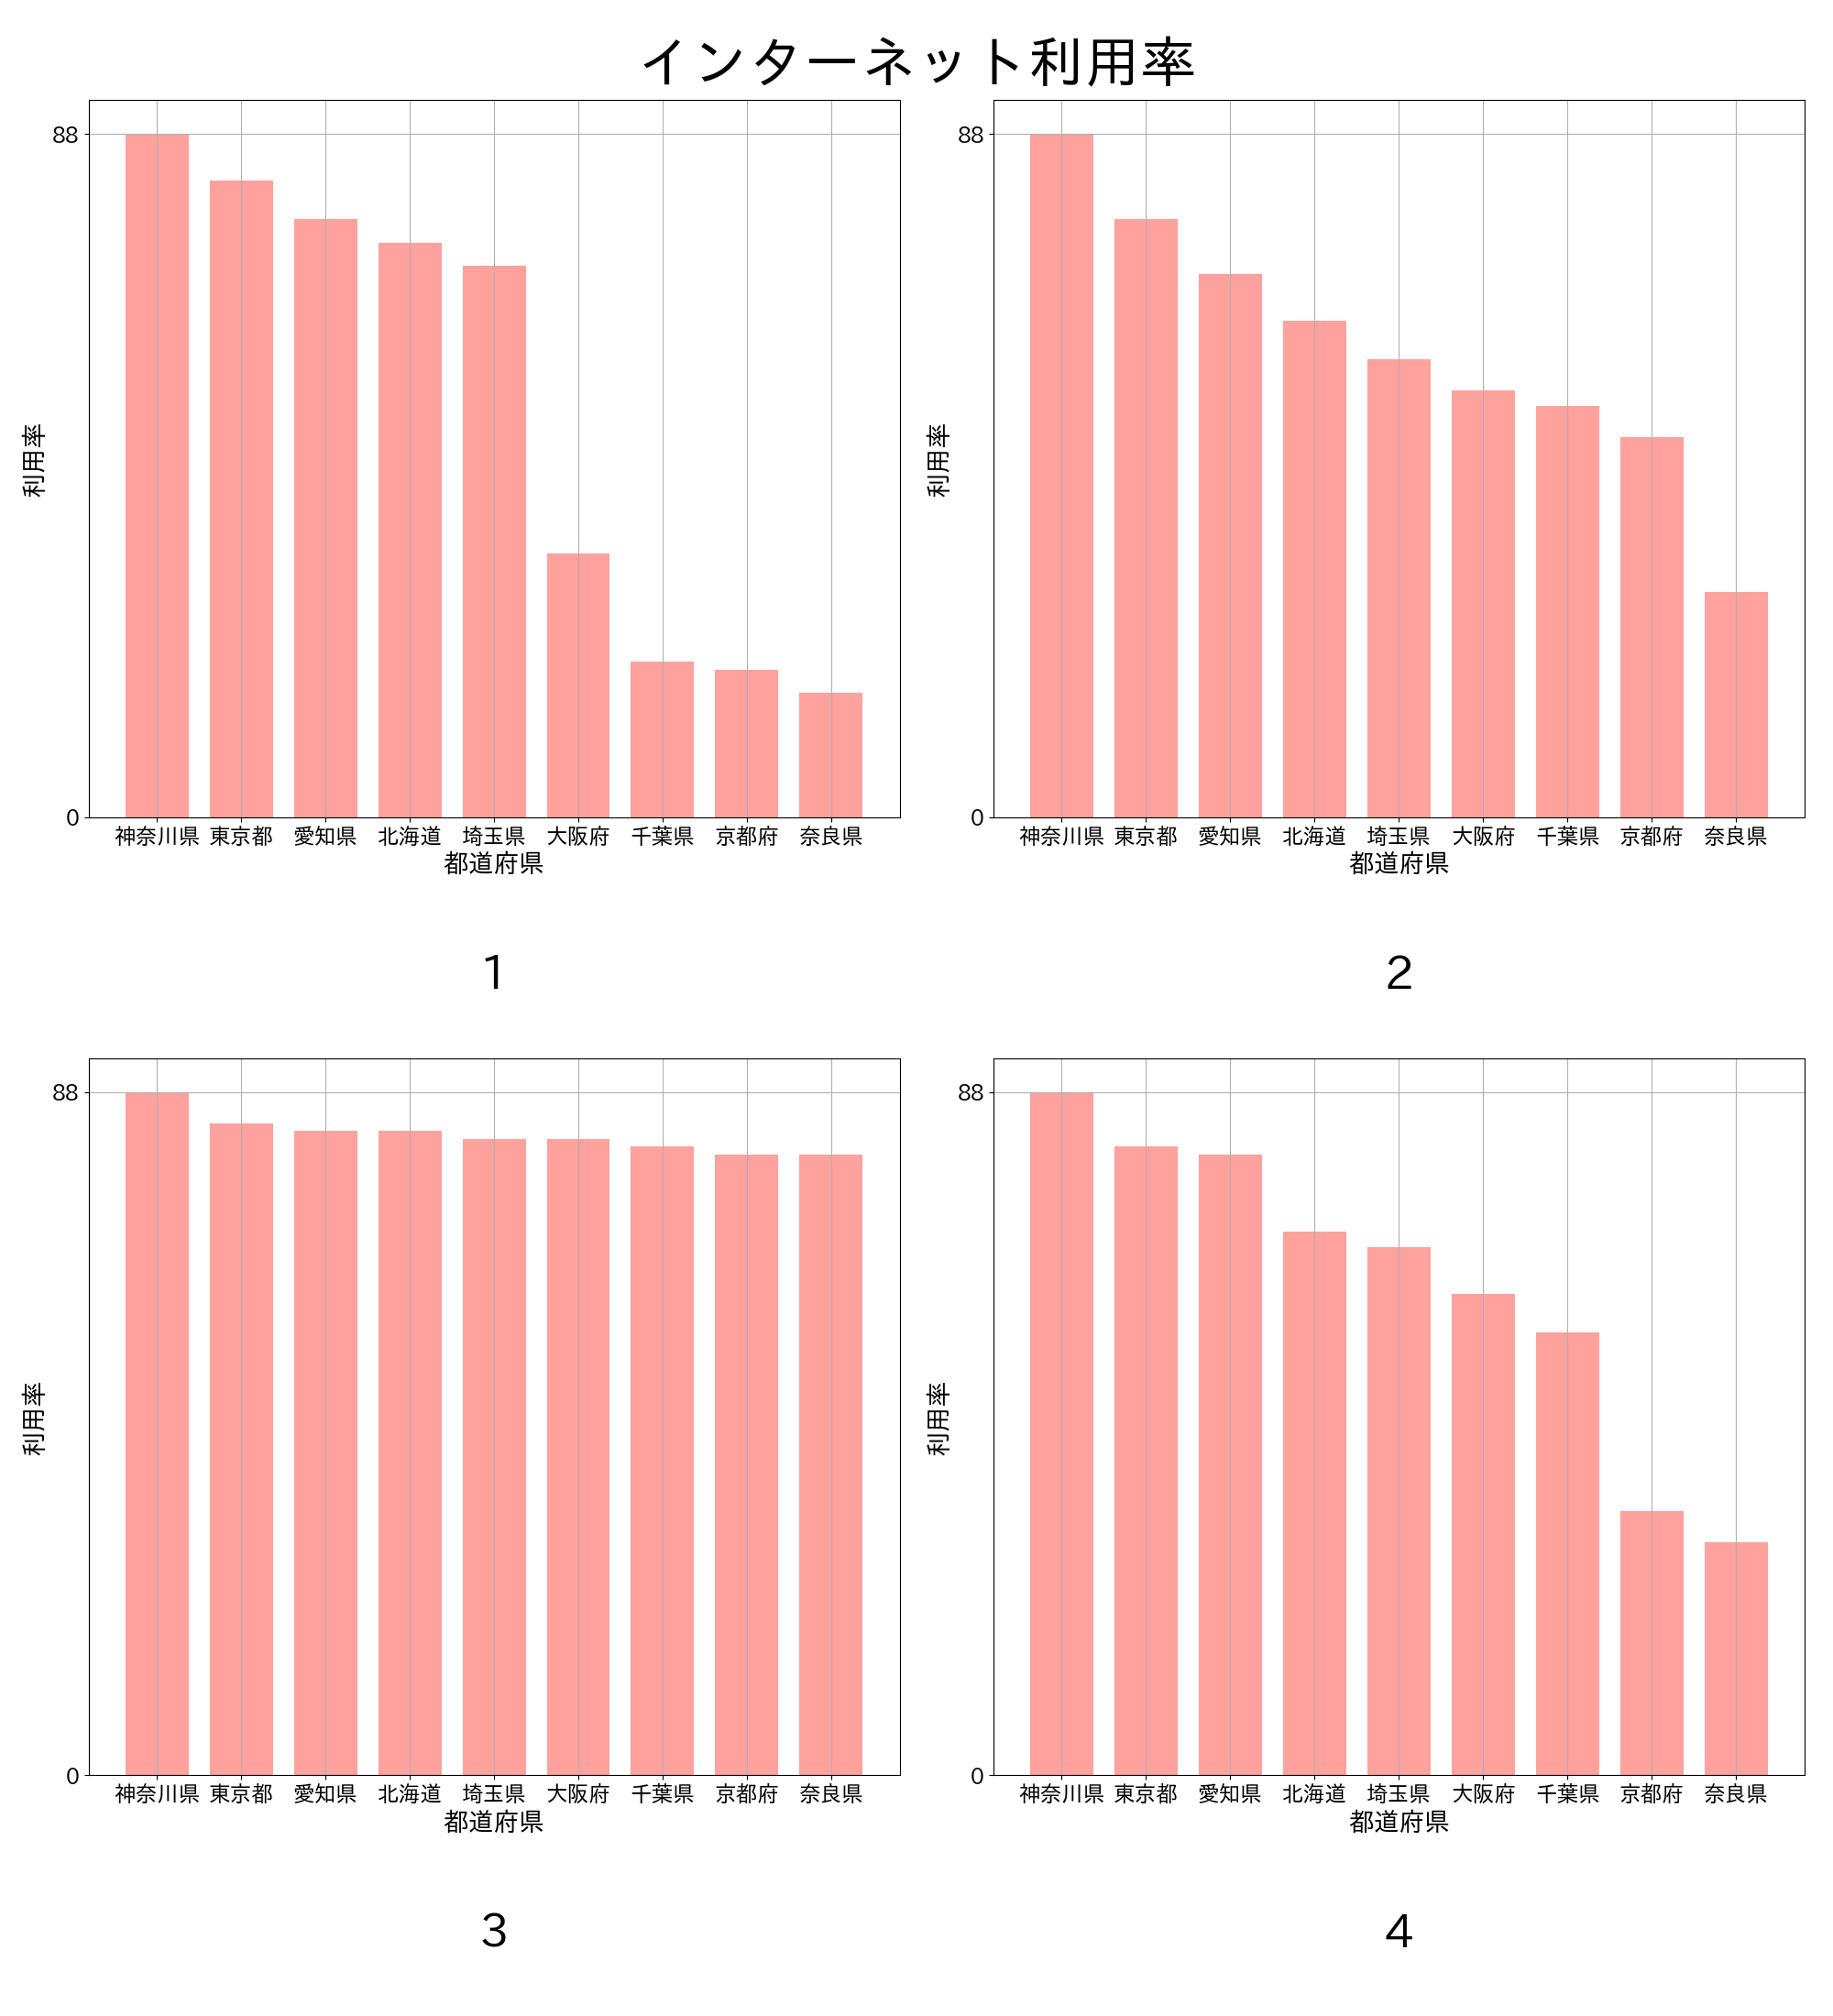 インターネット利用率
88
0
利用率
神奈川県 東京都 愛知県 北海道 埼玉県 大阪府 千葉県 京都府 奈良県
都道府県
1
88
0
利用率
神奈川県 東京都 愛知県 北海道 埼玉県 大阪府 千葉県 京都府 奈良県
都道府県
2
88
0
利用率
神奈川県 東京都 愛知県 北海道 埼玉県 大阪府 千葉県 京都府 奈良県
都道府県
3
88
0
利用率
神奈川県 東京都 愛知県 北海道 埼玉県 大阪府 千葉県 京都府 奈良県
都道府県
4